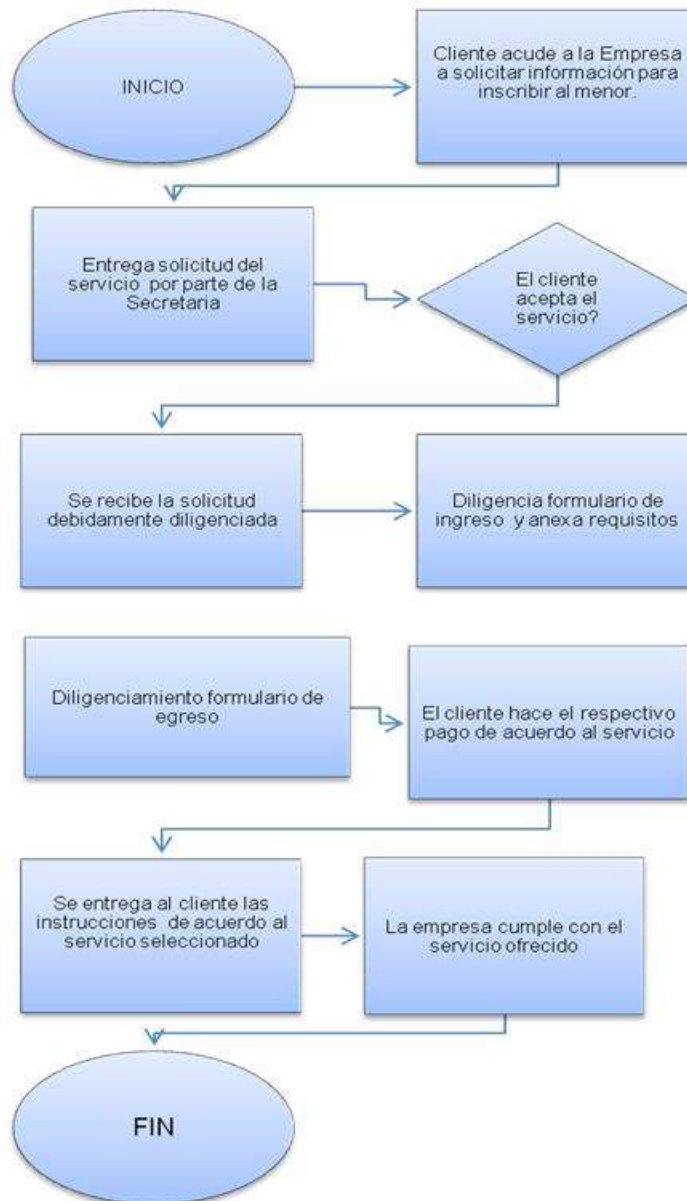 INICIO
Cliente acude a la Empresa
a solicitar información para
inscribir al menor.
Entrega solicitud del
servicio por parte de la
Secretaria
El cliente
acepta el
servicio?
Se recibe la solicitud
debidamente diligenciada
Diligencia formulario de
ingreso y anexa requisitos
Diligenciamiento formulario de
egreso
El cliente hace el respectivo
pago de acuerdo al servicio
Se entrega al cliente las
instrucciones de acuerdo al
servicio seleccionado
La empresa cumple con el
servicio ofrecido
FIN